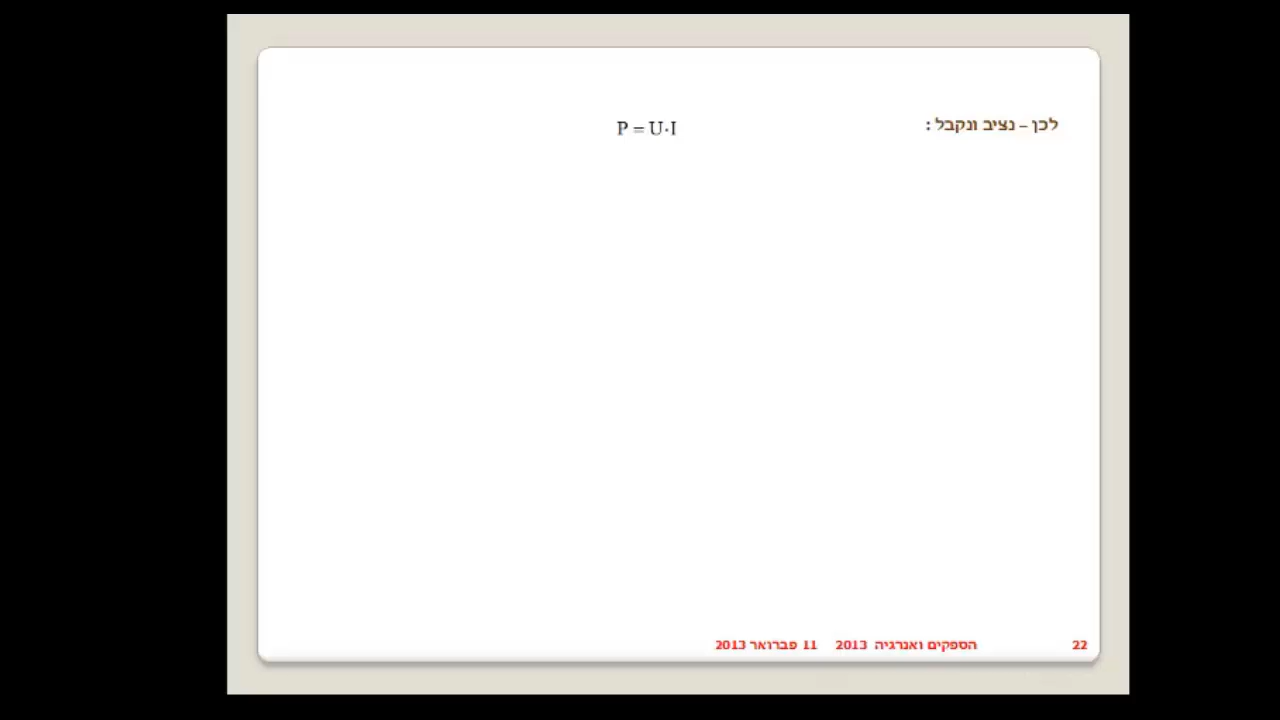 לכן – נציב ונקבל :
P = U·I
22 הספקים ואנרגיה 2013 11 פברואר 2013